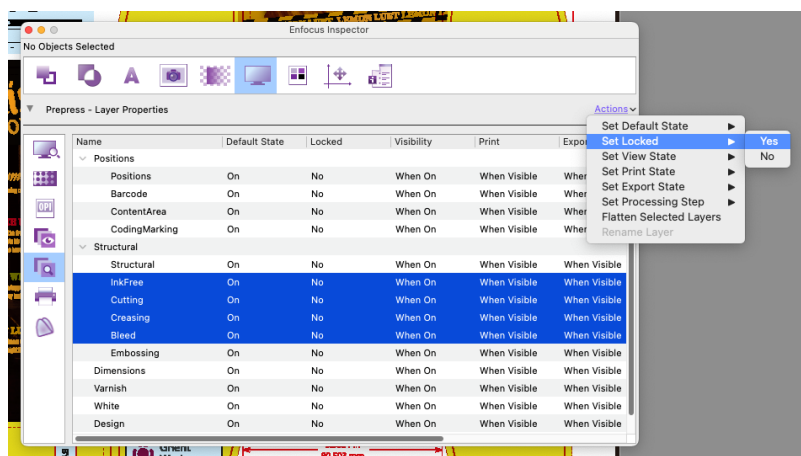 Enfocus Inspector
No Objects Selected
Prepress - Layer Properties
Actions
Set Default State
Set Locked
Yes
Set View State
No
Set Print State
Set Export State
Set Processing Step
Flatten Selected Layers
Rename Layer
Name Default State Locked Visibility Print
Positions
Positions On No When On When Visible
Barcode On No When On When Visible
ContentArea On No When On When Visible
CodingMarking On No When On When Visible
Structural
Structural On No When On When Visible When Visible
InkFree On No When On When Visible When Visible
Cutting On No When On When Visible When Visible
Creasing On No When On When Visible When Visible
Bleed On No When On When Visible When Visible
Embossing On No When On When Visible When Visible
Dimensions On No When On When Visible When Visible
Varnish On No When On When Visible When Visible
White On No When On When Visible When Visible
Design On No When On When Visible When Visible
OPI